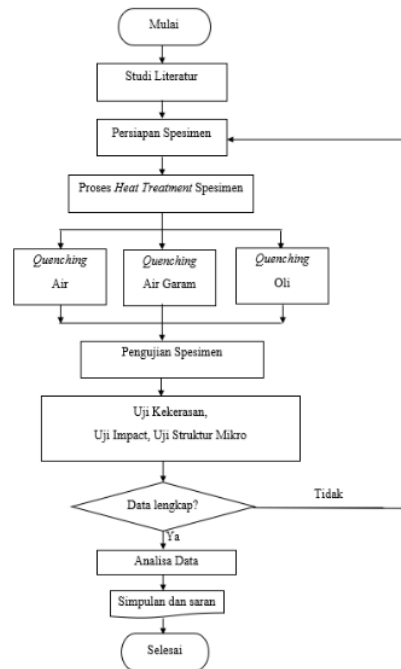 Mulai
Studi Literatur
Persiapan Spesimen
Proses Heat Treatment Spesimen
Quenching
Air
Quenching
Air Garam
Quenching
Oli
Pengujian Spesimen
Uji Kekerasan,
Uji Impact, Uji Struktur Mikro
Data lengkap?
Tidak
Ya
Analisa Data
Simpulan dan saran
Selesai